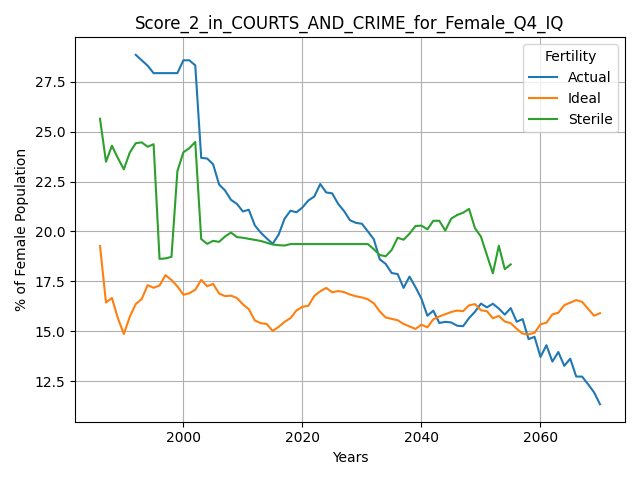 Score_2_in_COURTS_AND_CRIME_for_Female_Q4_IQ
Fertility
Actual
Ideal
Sterile
% of Female Population
27.5
25.0
22.5
20.0
17.5
15.0
12.5
2000
2020
2040
2060
Years